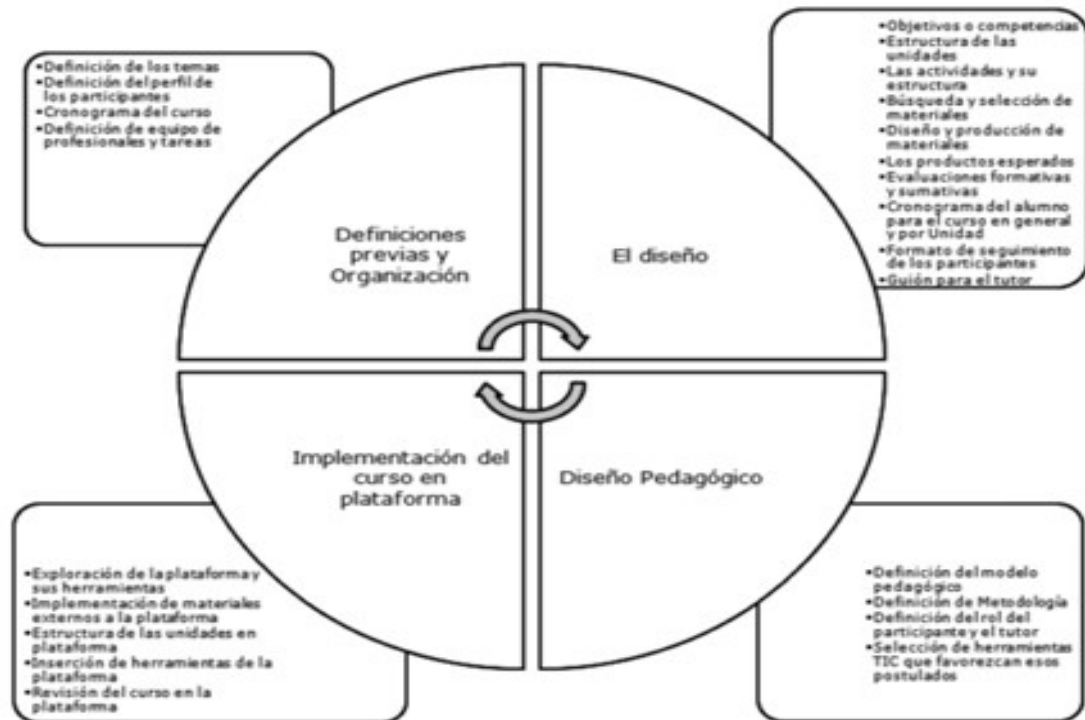 •Definición de los temas
•Definición del perfil de
los participantes
•Cronograma del curso
•Definición de equipo de
profesionales y tareas
•Objetivos o competencias
•Estructura de las
unidades
•Las actividades y su
estructura
•Búsqueda y selección de
materiales
•Diseño y producción de
materiales
•Los productos esperados
•Evaluaciones formativas
y sumativas
•Cronograma del alumno
para el curso en general
y por Unidad
•Formato de seguimiento
de los participantes
•Guión para el tutor
Definiciones
previas y
Organización
El diseño
Implementación del
curso en
plataforma
Diseño Pedagógico
•Exploración de la plataforma y
sus herramientas
•Implementación de materiales
externos a la plataforma
•Estructura de las unidades en
plataforma
•Inserción de herramientas de la
plataforma
•Revisión del curso en la
plataforma
•Definición del modelo
pedagógico
•Definición de Metodología
•Definición del rol del
participante y el tutor
•Selección de herramientas
TIC que favorezcan esos
postulados